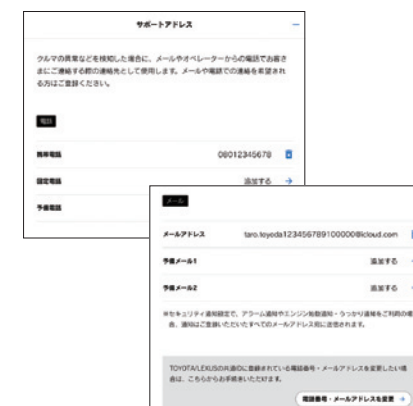 サポートアドレス
クルマの異常などを検知した場合に、メールやオペレーターからの電話でお客さ
まにご連絡する際の連絡先として使用します。メールや電話での連絡を希望され
る方はご登録ください。
電話
携帯電話 08012345678
固定電話 追加する →
予備電話
メール
メールアドレス taro.toyoda123456789100000@icloud.com
予備メール1 追加する
予備メール2 追加する
※セキュリティ通知設定で、アラーム通知やエンジン始動通知・うっかり通知をご利用の場
合、通知はご登録いただいたすべてのメールアドレス宛に送信されます。
TOYOTA/LEXUSの共通IDに登録されている電話番号・メールアドレスを変更したい場
合は、こちらからお手続きいただけます。
電話番号・メールアドレスを変更 →